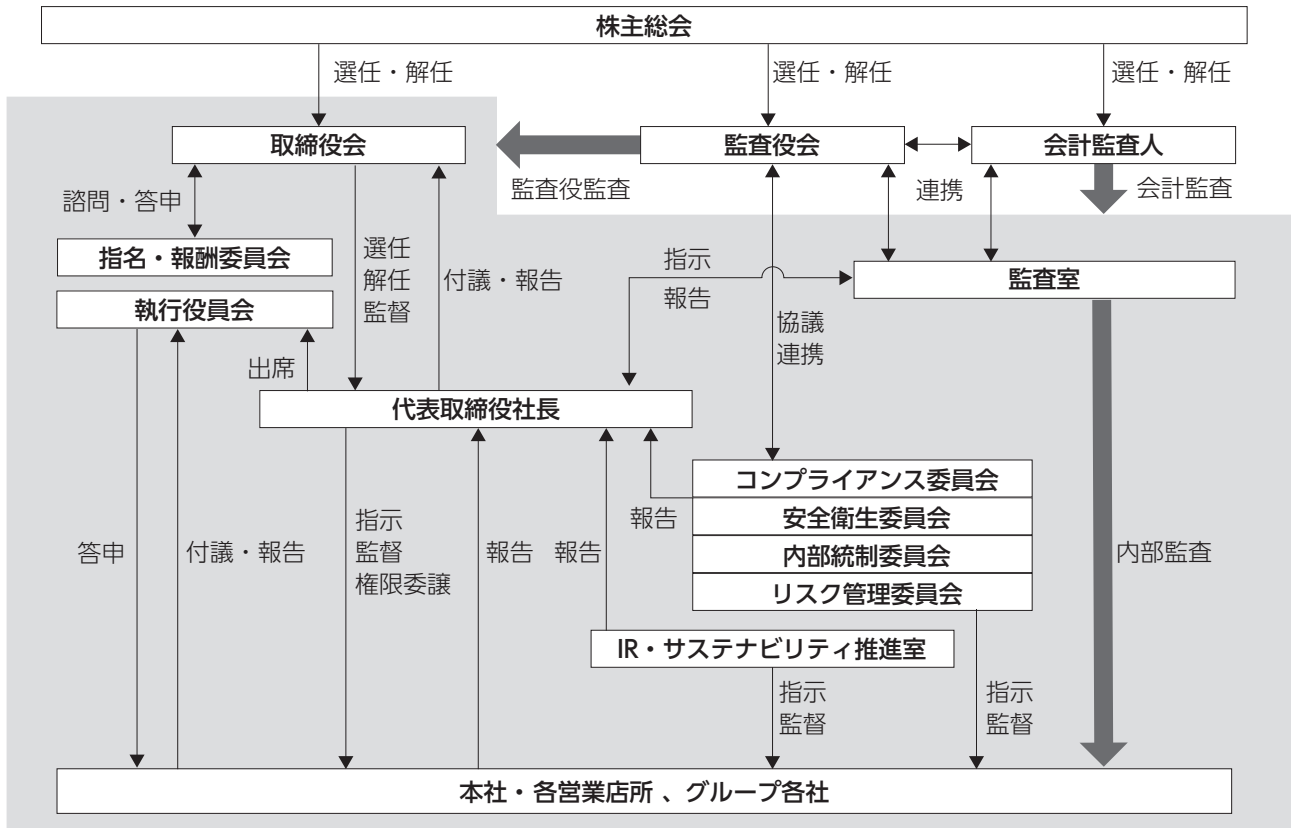 株主総会
選任・解任
選任・解任
選任・解任
取締役会
監査役会
会計監査人
監査役監査
連携
会計監査
諮問・答申
指名・報酬委員会
選任
解任
監督
付議・報告
指示
報告
監査室
執行役員会
協議
連携
出席
代表取締役社長
コンプライアンス委員会
安全衛生委員会
内部統制委員会
リスク管理委員会
報告
答申
付議・報告
指示
監督
権限委譲
報告
報告
内部監査
IR・サステナビリティ推進室
指示
監督
指示
監督
本社・各営業店所 、グループ各社